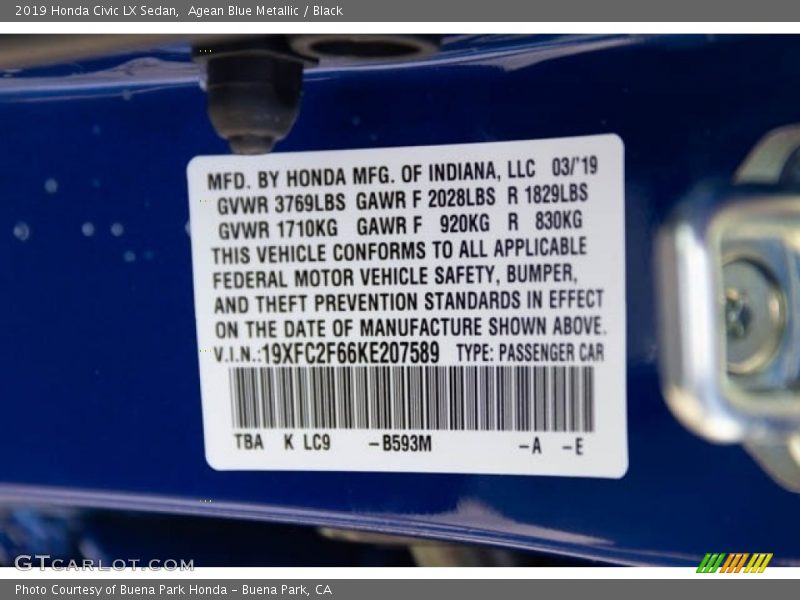 2019 Honda Civic LX Sedan,  Agean Blue Metallic / Black
MFD. BY HONDA MFG. OF INDIANA, LLC 03/'19
GVWR 3769LBS GAWR F 2028LBS R 1829LBS
GVWR 1710KG GAWR F 920KG R 830KG
THIS VEHICLE CONFORMS TO ALL APPLICABLE
FEDERAL MOTOR VEHICLE SAFETY, BUMPER,
AND THEFT PREVENTION STANDARDS IN EFFECT
ON THE DATE OF MANUFACTURE SHOWN ABOVE.
V.I.N.:19XFC2F66KE207589 TYPE: PASSENGER CAR
TBA K LC9 -B593M -A -E
GTCARLOT.COM
Photo Courtesy of Buena Park Honda - Buena Park, CA